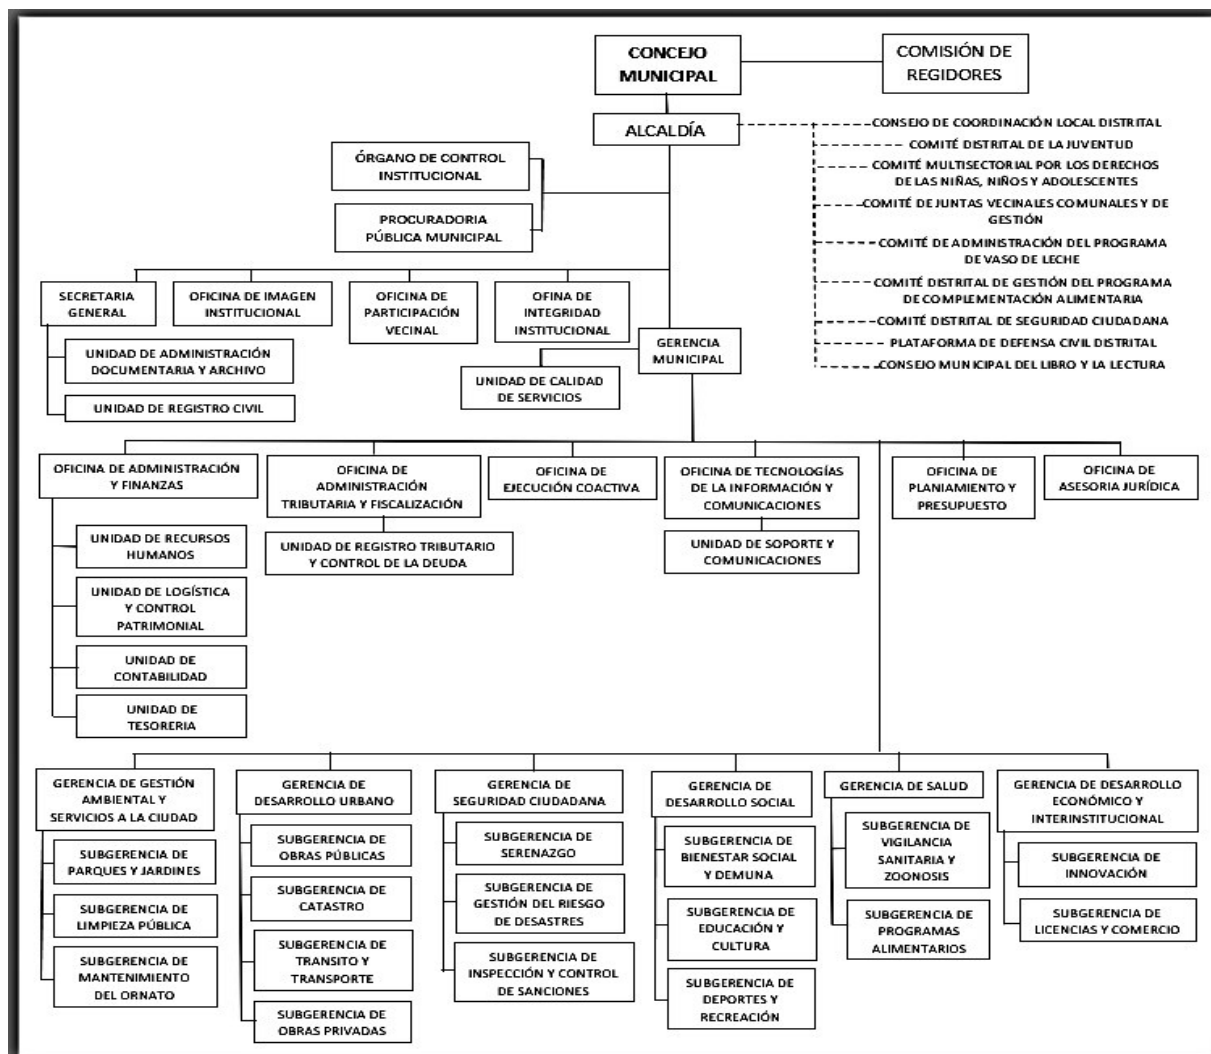 CONCEJO
MUNICIPAL
COMISIÓN DE
REGIDORES
ALCALDÍA
CONSEJO DE COORDINACIÓN LOCAL DISTRITAL
COMITÉ DISTRITAL DE LA JUVENTUD
COMITÉ MULTISECTORIAL POR LOS DERECHOS
DE LAS NIÑAS, NIÑOS Y ADOLESCENTES
COMITÉ DE JUNTAS VECINALES COMUNALES Y DE
GESTIÓN
COMITÉ DE ADMINISTRACIÓN DEL PROGRAMA
DE VASO DE LECHE
COMITÉ DISTRITAL DE GESTIÓN DEL PROGRAMA
DE COMPLEMENTACIÓN ALIMENTARIA
COMITÉ DISTRITAL DE SEGURIDAD CIUDADANA
PLATAFORMA DE DEFENSA CIVIL DISTRITAL
CONSEJO MUNICIPAL DEL LIBRO Y LA LECTURA
ÓRGANO DE CONTROL
INSTITUCIONAL
PROCURADORIA
PÚBLICA MUNICIPAL
SECRETARIA
GENERAL
OFICINA DE IMAGEN
INSTITUCIONAL
OFICINA DE
PARTICIPACIÓN
VECINAL
OFINA DE
INTEGRIDAD
INSTITUCIONAL
UNIDAD DE ADMINISTRACIÓN
DOCUMENTARIA Y ARCHIVO
UNIDAD DE REGISTRO CIVIL
GERENCIA
MUNICIPAL
UNIDAD DE CALIDAD
DE SERVICIOS
OFICINA DE ADMINISTRACIÓN
Y FINANZAS
OFICINA DE
ADMINISTRACIÓN
TRIBUTARIA Y FISCALIZACIÓN
OFICINA DE
EJECUCIÓN COACTIVA
OFICINA DE TECNOLOGÍAS
DE LA INFORMACIÓN Y
COMUNICACIONES
OFICINA DE
PLANIAMIENTO Y
PRESUPUESTO
OFICINA DE
ASESORIA JURÍDICA
UNIDAD DE RECURSOS
HUMANOS
UNIDAD DE LOGÍSTICA
Y CONTROL
PATRIMONIAL
UNIDAD DE
CONTABILIDAD
UNIDAD DE
TESORERIA
UNIDAD DE REGISTRO TRIBUTARIO
Y CONTROL DE LA DEUDA
UNIDAD DE SOPORTE Y
COMUNICACIONES
GERENCIA DE GESTIÓN
AMBIENTAL Y
SERVICIOS A LA CIUDAD
SUBGERENCIA DE
PARQUES Y JARDINES
SUBGERENCIA DE
LIMPIEZA PÚBLICA
SUBGERENCIA DE
MANTENIMIENTO
DEL ORNATO
GERENCIA DE
DESARROLLO URBANO
SUBGERENCIA DE
OBRAS PÚBLICAS
SUBGERENCIA DE
CATASTRO
SUBGERENCIA DE
TRANSITO Y
TRANSPORTE
SUBGERENCIA DE
OBRAS PRIVADAS
GERENCIA DE
SEGURIDAD CIUDADANA
SUBGERENCIA DE
SERENAZGO
SUBGERENCIA DE
GESTIÓN DEL RIESGO
DE DESASTRES
SUBGERENCIA DE
INSPECCIÓN Y CONTROL
DE SANCIONES
GERENCIA DE
DESARROLLO SOCIAL
SUBGERENCIA DE
BIENESTAR SOCIAL
Y DEMUNA
SUBGERENCIA DE
EDUCACIÓN Y
CULTURA
SUBGERENCIA DE
DEPORTES Y
RECREACIÓN
GERENCIA DE SALUD
SUBGERENCIA DE
VIGILANCIA
SANITARIA Y
ZOONOSIS
SUBGERENCIA DE
PROGRAMAS
ALIMENTARIOS
GERENCIA DE DESARROLLO
ECONÓMICO Y
INTERINSTITUCIONAL
SUBGERENCIA DE
INNOVACIÓN
SUBGERENCIA DE
LICENCIAS Y COMERCIO